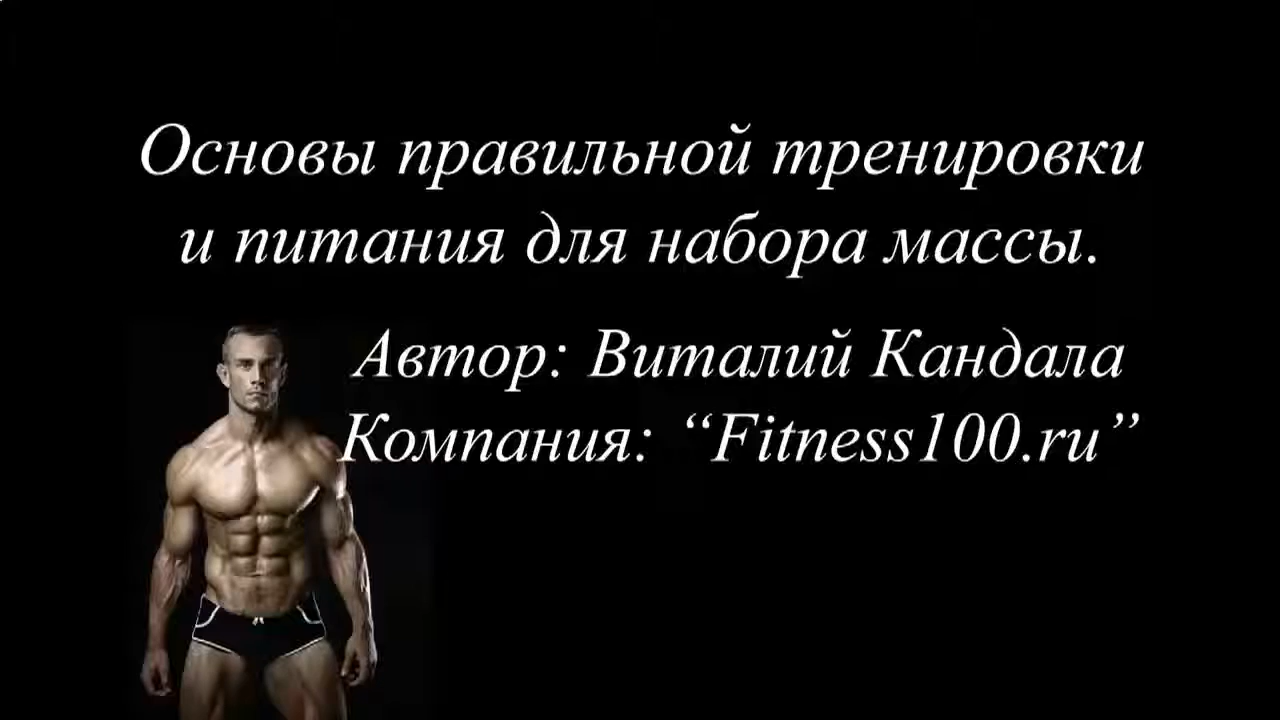 Основы правильной тренировки
и питания для набора массы.
Автор: Виталий Кандала
Компания: “Fitness100.ru”